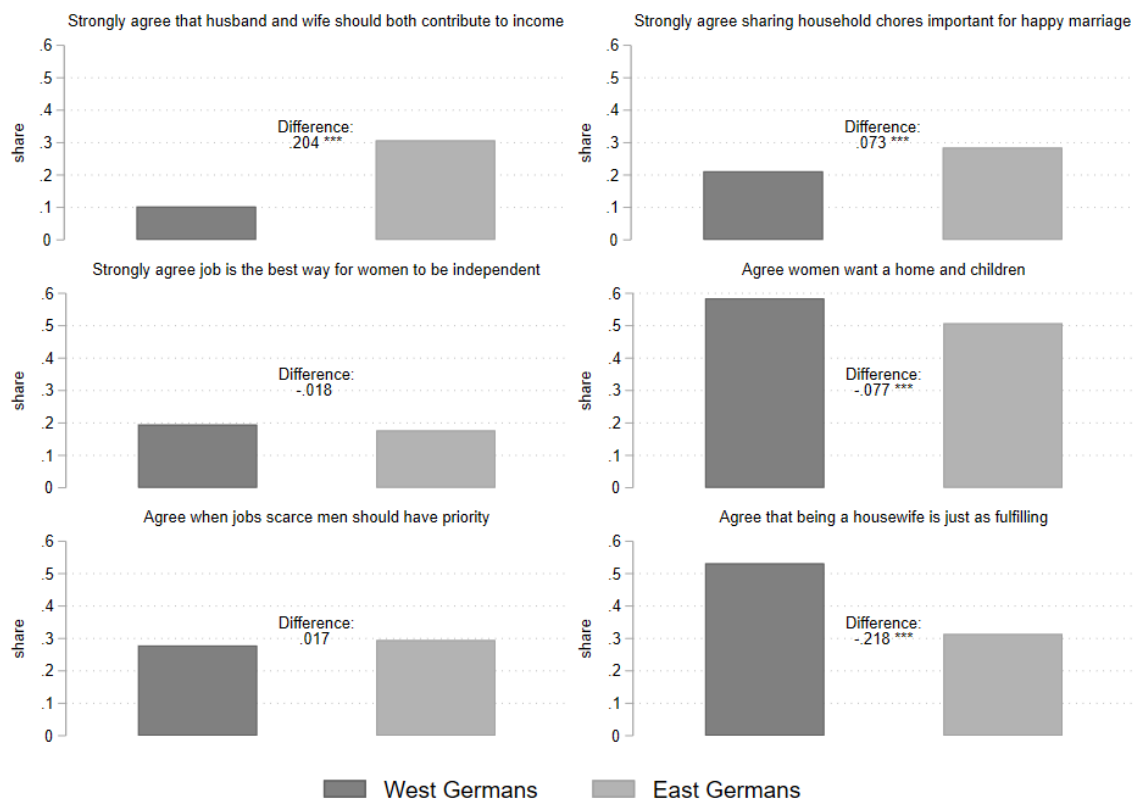 Strongly agree that husband and wife should both contribute to income
.6
.5
.4
.3
.2
.1
0
share
Difference:
.204 ***
Strongly agree sharing household chores important for happy marriage
.6
.5
.4
.3
.2
.1
0
share
Difference:
.073 ***
Strongly agree job is the best way for women to be independent
.6
.5
.4
.3
.2
.1
0
share
Difference:
-.018
Agree women want a home and children
.6
.5
.4
.3
.2
.1
0
share
Difference:
-.077 ***
Agree when jobs scarce men should have priority
.6
.5
.4
.3
.2
.1
0
share
Difference:
.017
Agree that being a housewife is just as fulfilling
.6
.5
.4
.3
.2
.1
0
share
Difference:
-.218 ***
West Germans
East Germans